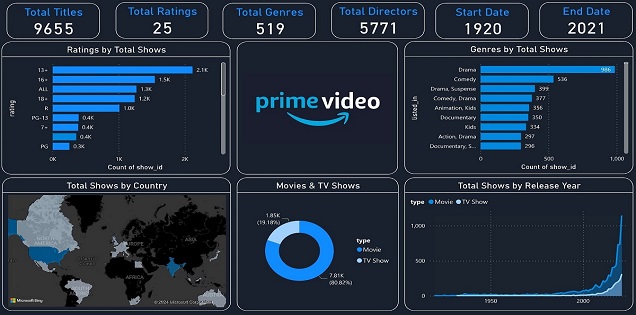 Total Titles
9655
Total Ratings
25
Total Genres
519
Total Directors
5771
Start Date
1920
End Date
2021
Ratings by Total Shows
rating
13+
2.1K
16+
1.5K
ALL
1.3K
18+
1.2K
R
1.0K
PG-13
0.4K
7+
0.4K
0.4K
PG
0.3K
0K
1K
2K
Count of show_id
prime video
Genres by Total Shows
listed_in
Drama
986
Comedy
536
Drama, Suspense
399
Comedy, Drama
377
Animation, Kids
356
Documentary
350
Kids
334
Action, Drama
297
Documentary, S...
296
0
500
1,000
Count of show_id
Total Shows by Country
NORTH
AMERICA
EUROPE
ASIA
AFRICA
SOUTH
AMERICA
Microsoft Bing
© 2024 Microsoft Corporation
Movies & TV Shows
1.85K
(19.18%)
7.81K
(80.82%)
type
Movie
TV Show
Total Shows by Release Year
type Movie TV Show
1,000
500
0
1950
2000